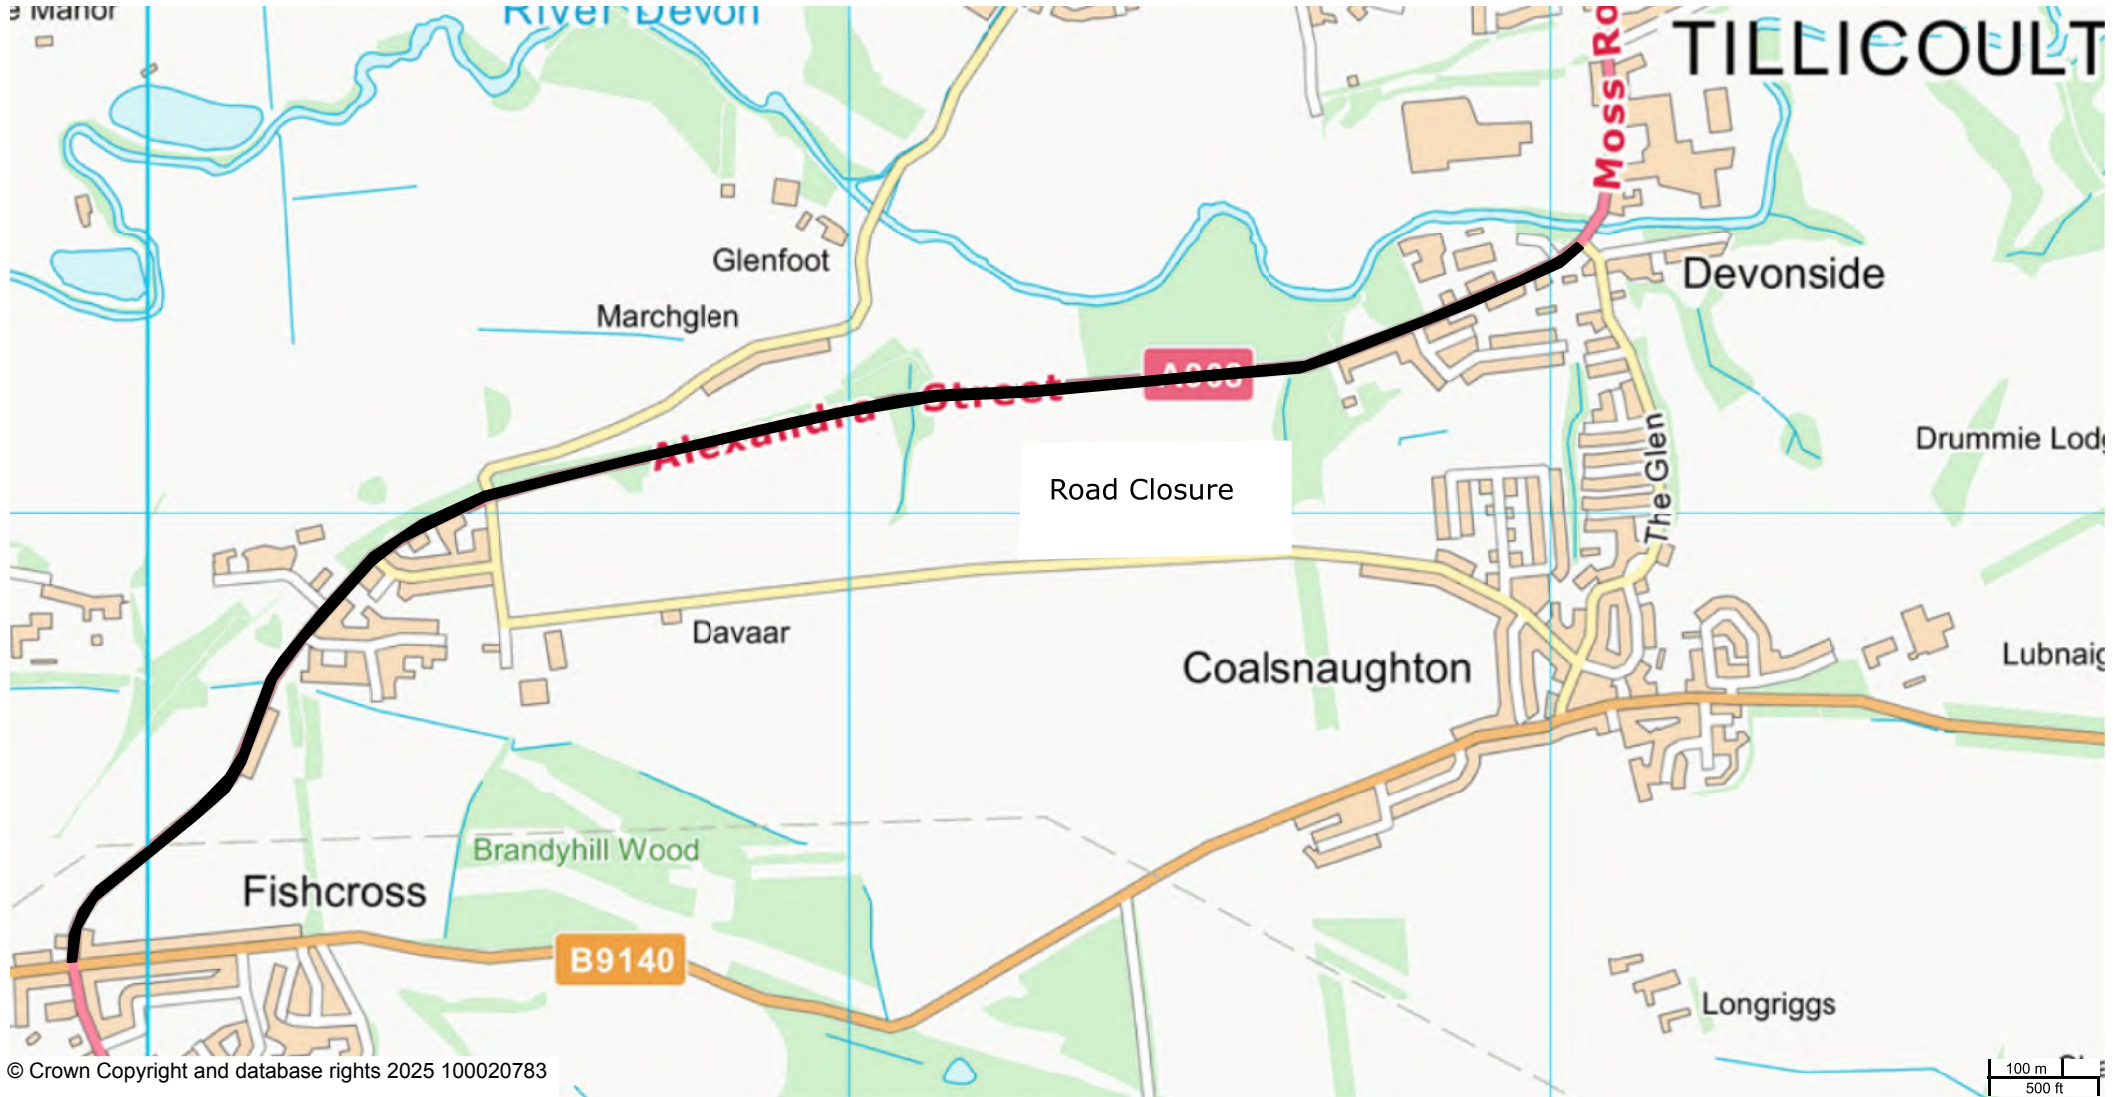 Manor
River Devon
Moss Ro
TILLICOULT
Glenfoot
Devonside
Marchglen
Alexandra Street
The Glen
Drummie Lod
Road Closure
Davaar
Coalsnaughton
Lubnaig
Brandyhill Wood
Fishcross
B9140
Longriggs
© Crown Copyright and database rights 2025 100020783
100 m
500 ft